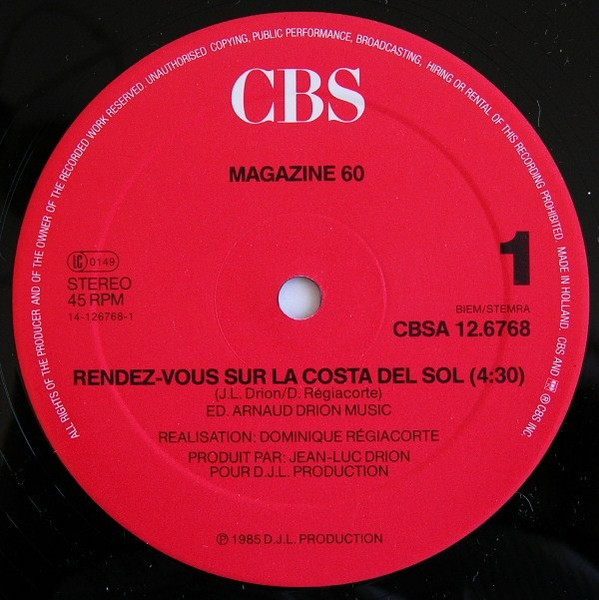 ALL RIGHTS OF THE PRODUCER AND OF THE OWNER OF THE RECORDED WORK RESERVED. UNAUTHORISED COPYING, PUBLIC PERFORMANCE, BROADCASTING, HIRING OR RENTAL OF THIS RECORDING PROHIBITED. MADE IN HOLLAND. CBS AND ℗ CBS INC.
CBS
MAGAZINE 60
1
LC 0149
STEREO
45 RPM
14-126768-1
BIEM/STEMRA
CBSA 12.6768
RENDEZ-VOUS SUR LA COSTA DEL SOL (4:30)
(J.L. Drion/D. Régiacorte)
ED. ARNAUD DRION MUSIC
REALISATION: DOMINIQUE RÉGIACORTE
PRODUIT PAR: JEAN-LUC DRION
POUR D.J.L. PRODUCTION
℗ 1985 D.J.L. PRODUCTION